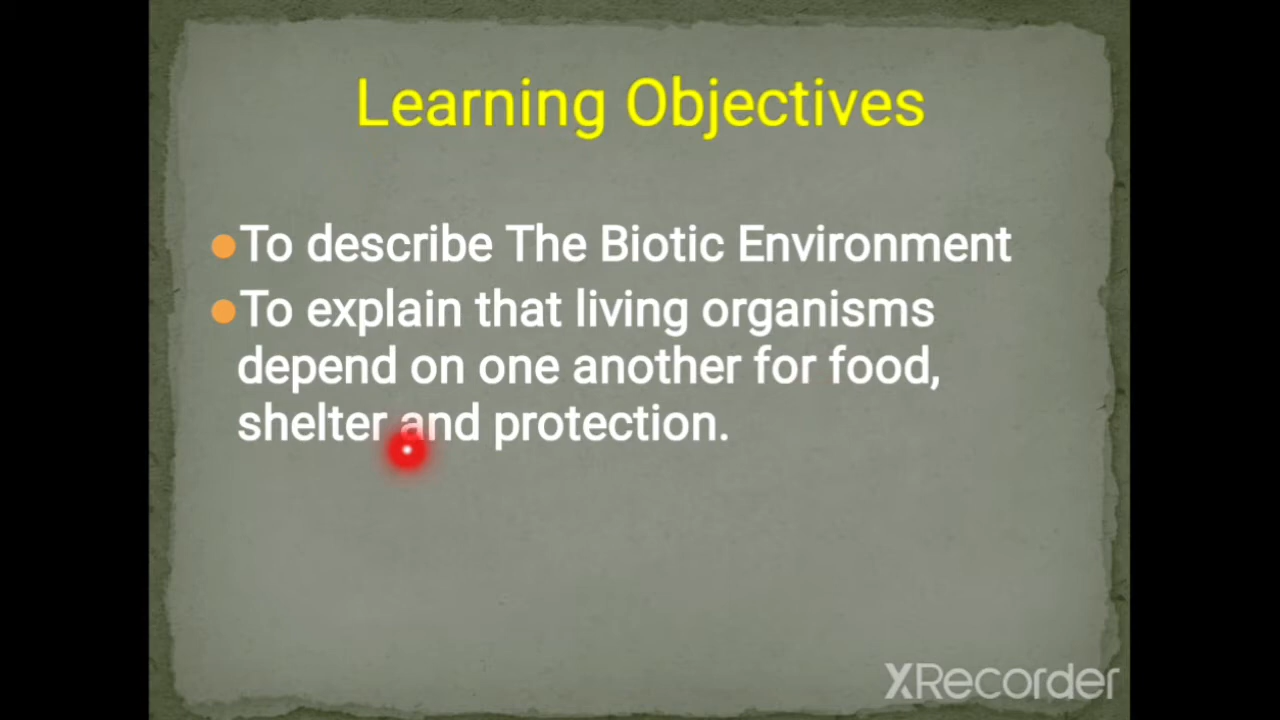 Learning Objectives
To describe The Biotic Environment
To explain that living organisms
depend on one another for food,
shelter and protection.
XRecorder